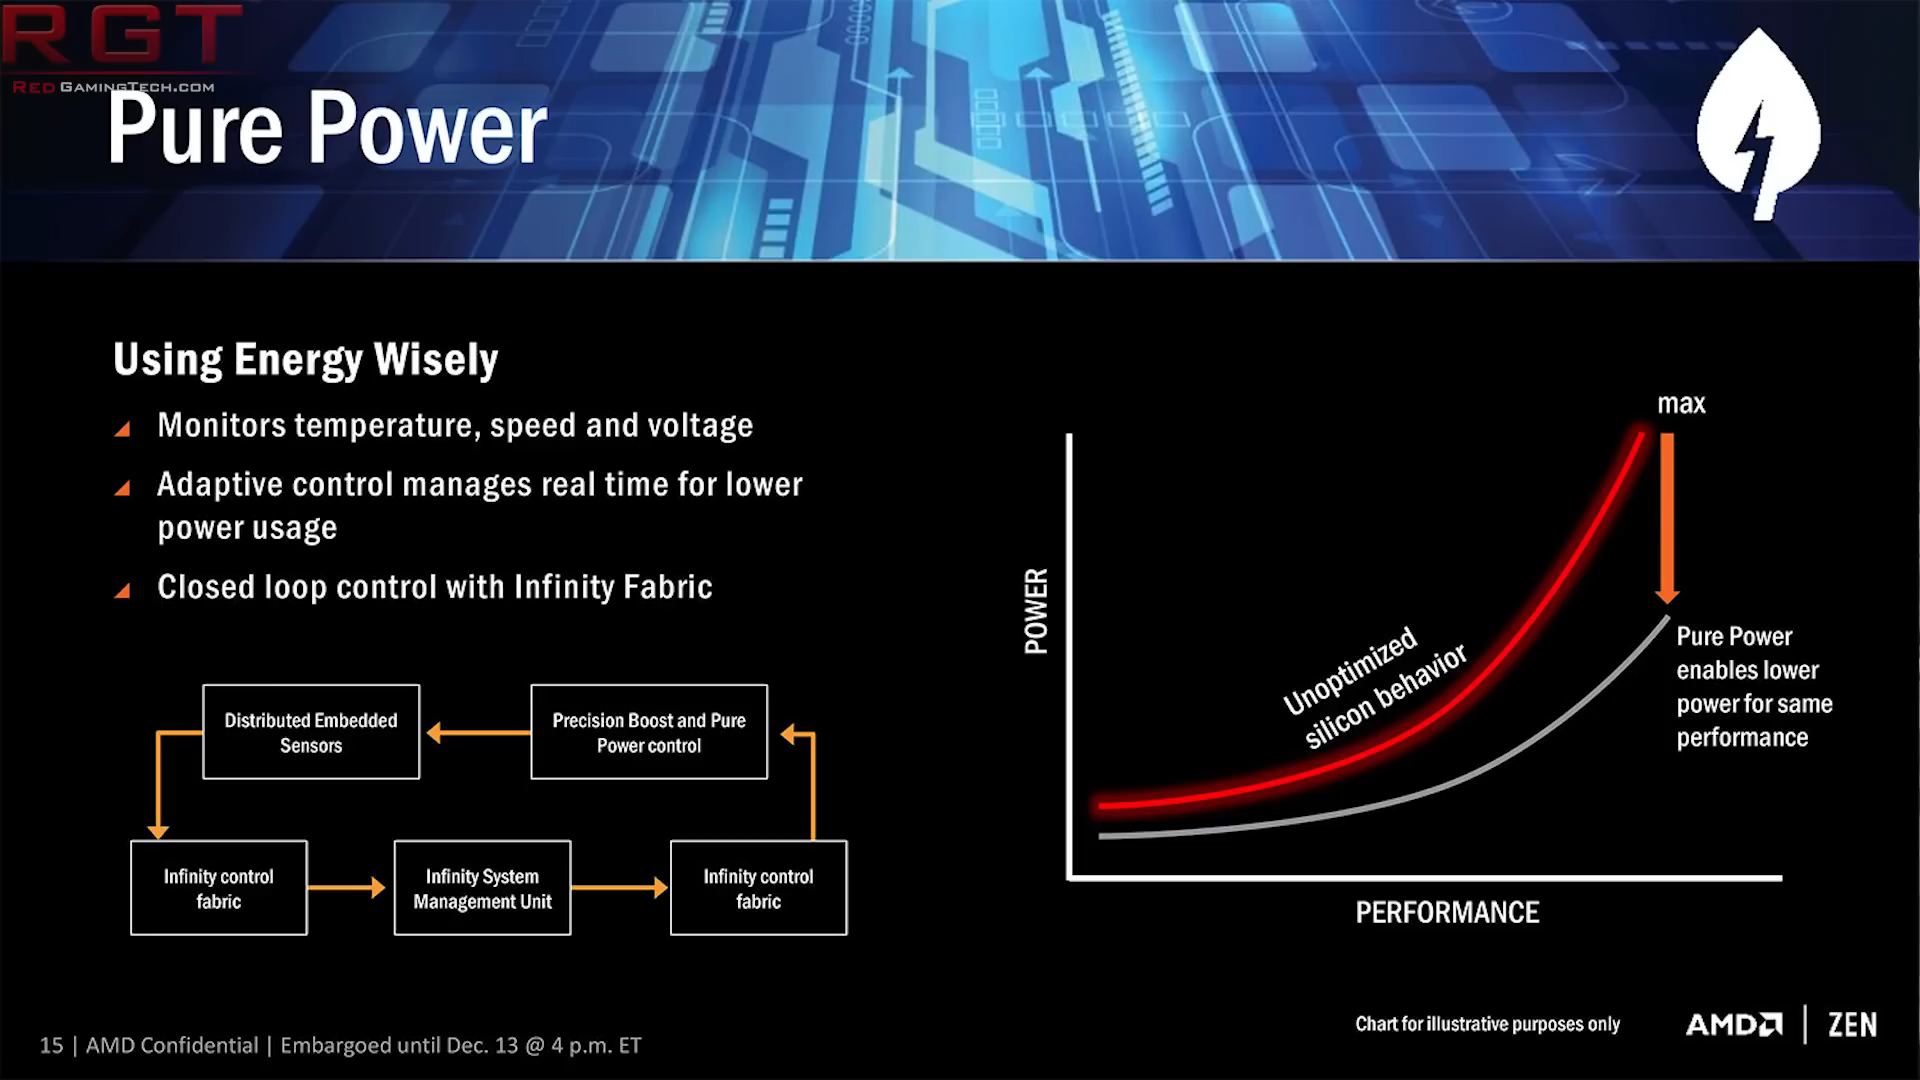 RGT
REDGAMINGTECH.COM
Pure Power
Using Energy Wisely
Monitors temperature, speed and voltage
Adaptive control manages real time for lower
power usage
Closed loop control with Infinity Fabric
Distributed Embedded
Sensors
Precision Boost and Pure
Power control
Infinity control
fabric
Infinity System
Management Unit
Infinity control
fabric
max
POWER
Unoptimized
silicon behavior
Pure Power
enables lower
power for same
performance
PERFORMANCE
Chart for illustrative purposes only
AMD | ZEN
15 | AMD Confidential | Embargoed until Dec. 13 @ 4 p.m. ET